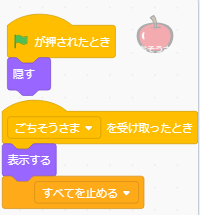 が押されたとき
隠す
ごちそうさま を受け取ったとき
表示する
すべてを止める